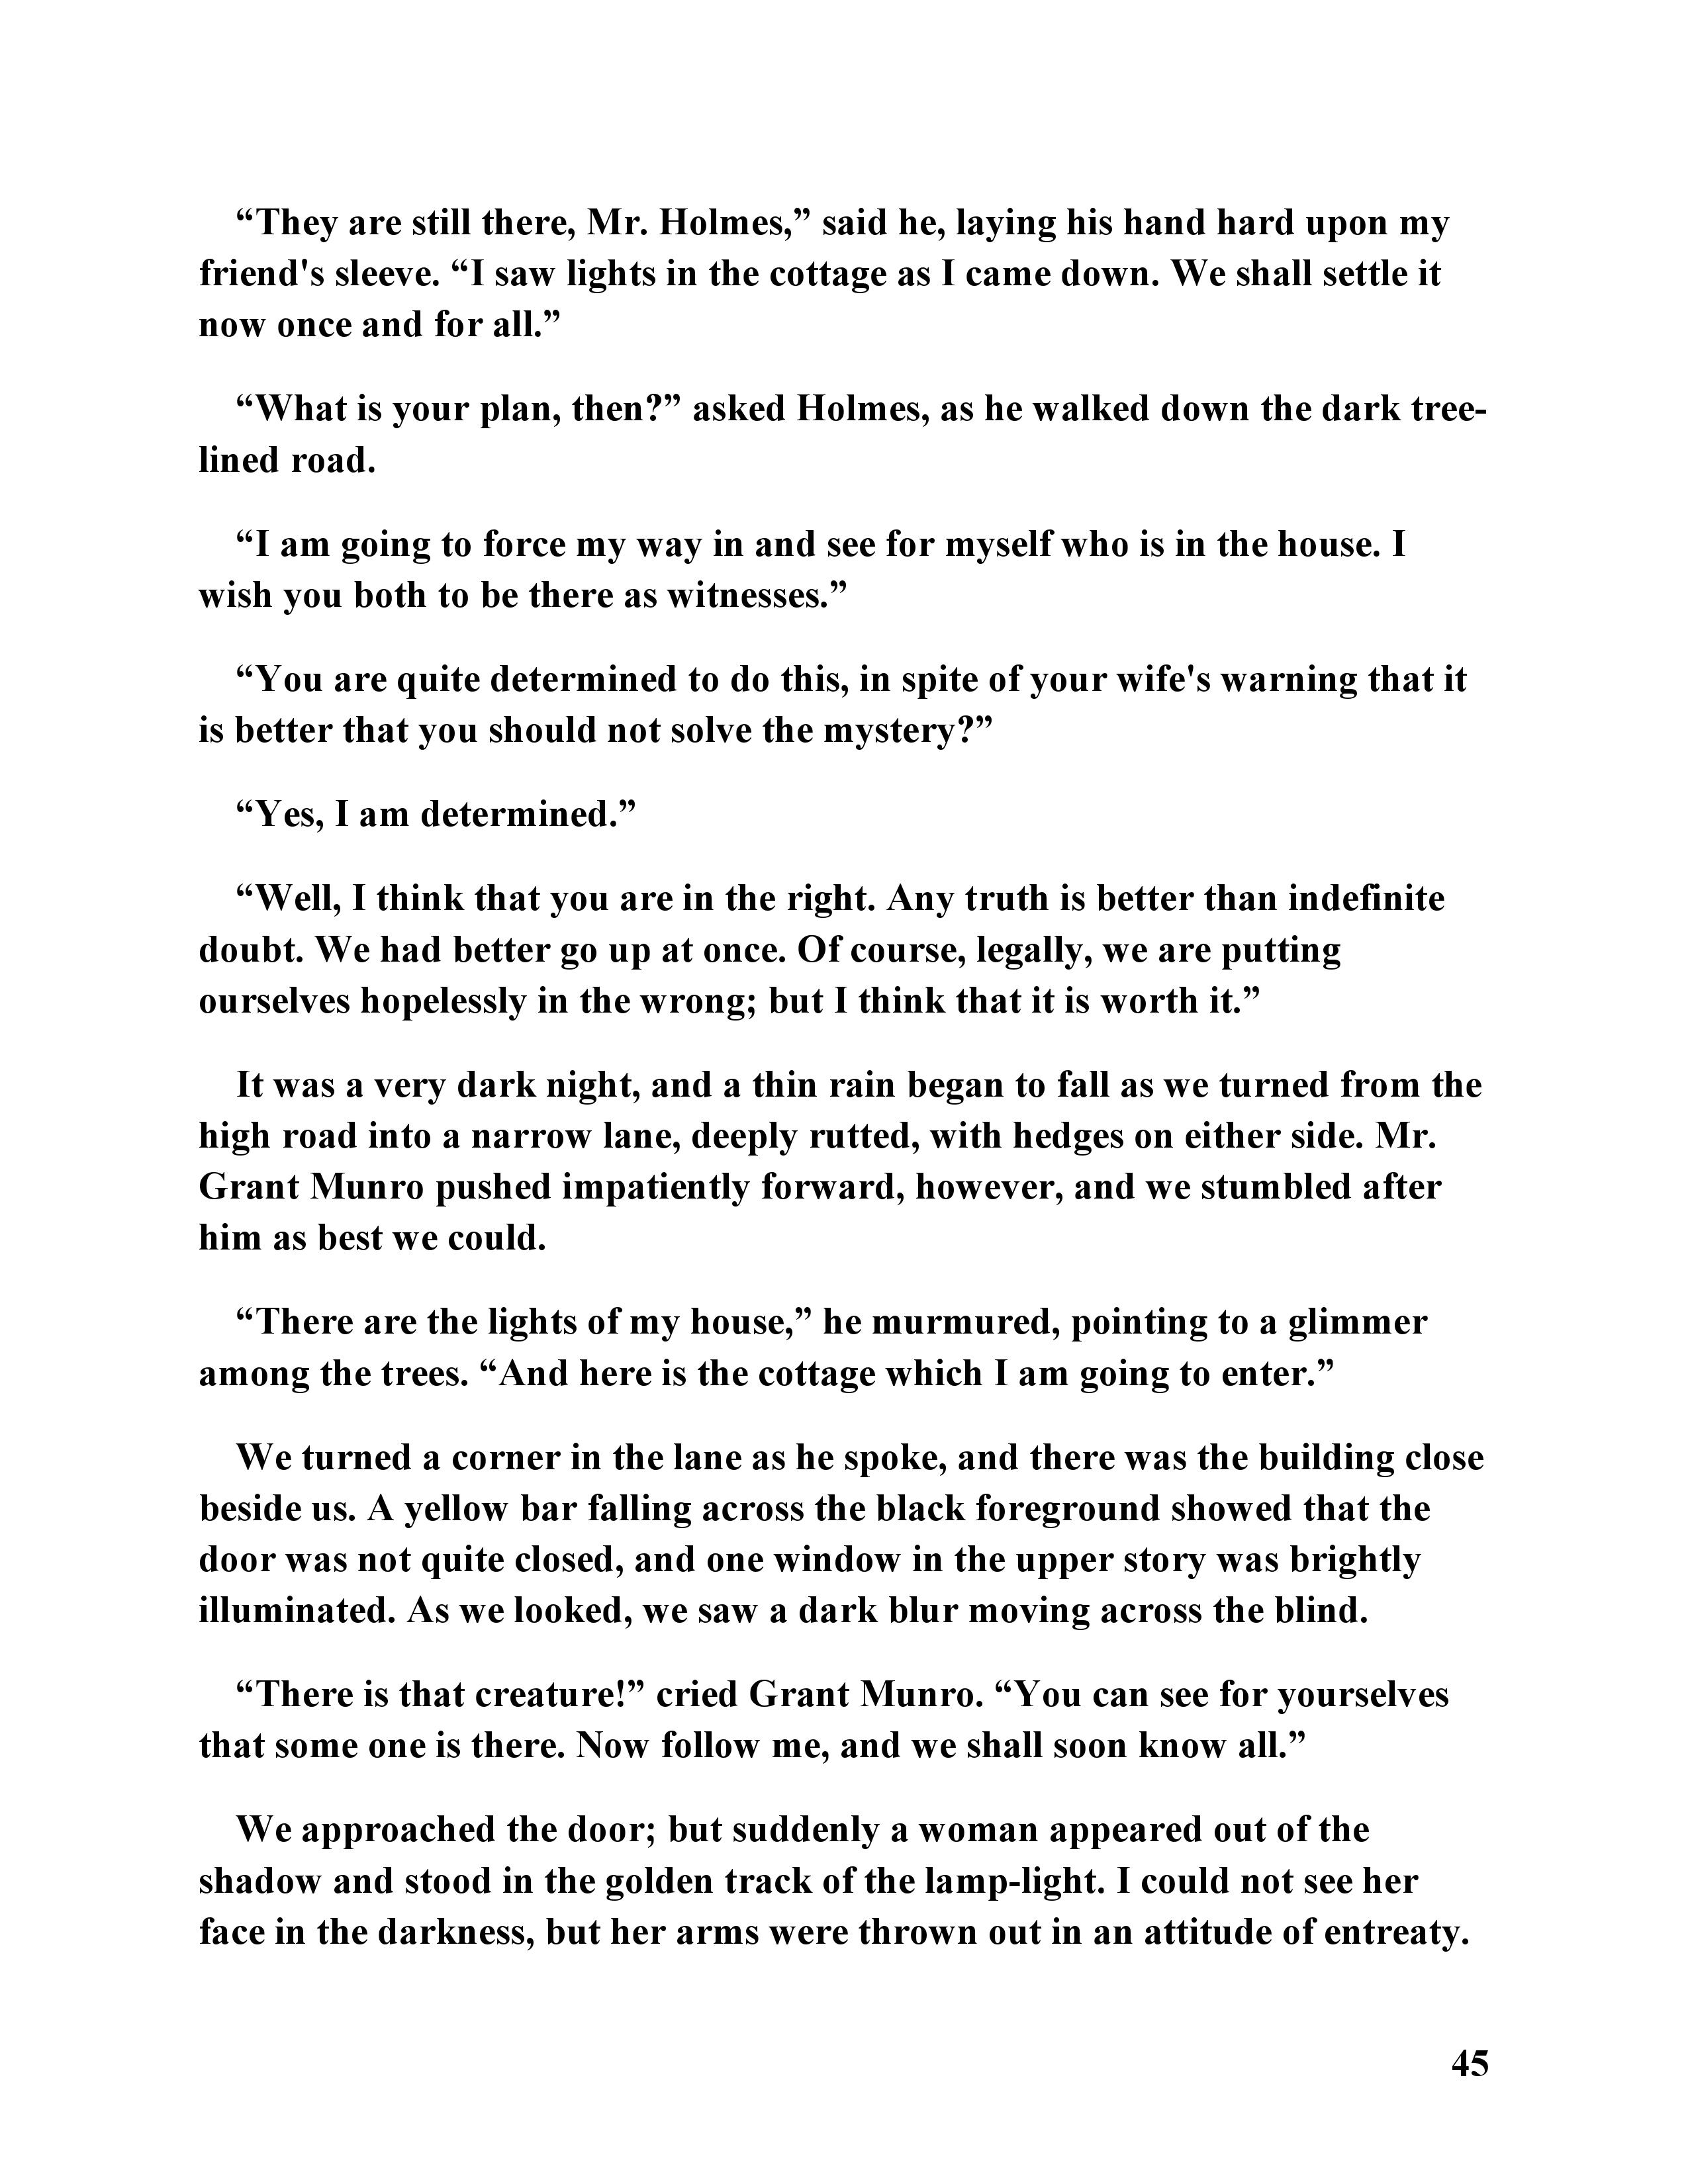 “They are still there, Mr. Holmes,” said he, laying his hand hard upon my
friend's sleeve. “I saw lights in the cottage as I came down. We shall settle it
now once and for all.”
“What is your plan, then?” asked Holmes, as he walked down the dark tree-
lined road.
“I am going to force my way in and see for myself who is in the house. I
wish you both to be there as witnesses.”
“You are quite determined to do this, in spite of your wife's warning that it
is better that you should not solve the mystery?”
“Yes, I am determined.”
“Well, I think that you are in the right. Any truth is better than indefinite
doubt. We had better go up at once. Of course, legally, we are putting
ourselves hopelessly in the wrong; but I think that it is worth it.”
It was a very dark night, and a thin rain began to fall as we turned from the
high road into a narrow lane, deeply rutted, with hedges on either side. Mr.
Grant Munro pushed impatiently forward, however, and we stumbled after
him as best we could.
“There are the lights of my house,” he murmured, pointing to a glimmer
among the trees. “And here is the cottage which I am going to enter.”
We turned a corner in the lane as he spoke, and there was the building close
beside us. A yellow bar falling across the black foreground showed that the
door was not quite closed, and one window in the upper story was brightly
illuminated. As we looked, we saw a dark blur moving across the blind.
“There is that creature!” cried Grant Munro. “You can see for yourselves
that some one is there. Now follow me, and we shall soon know all.”
We approached the door; but suddenly a woman appeared out of the
shadow and stood in the golden track of the lamp-light. I could not see her
face in the darkness, but her arms were thrown out in an attitude of entreaty.
45